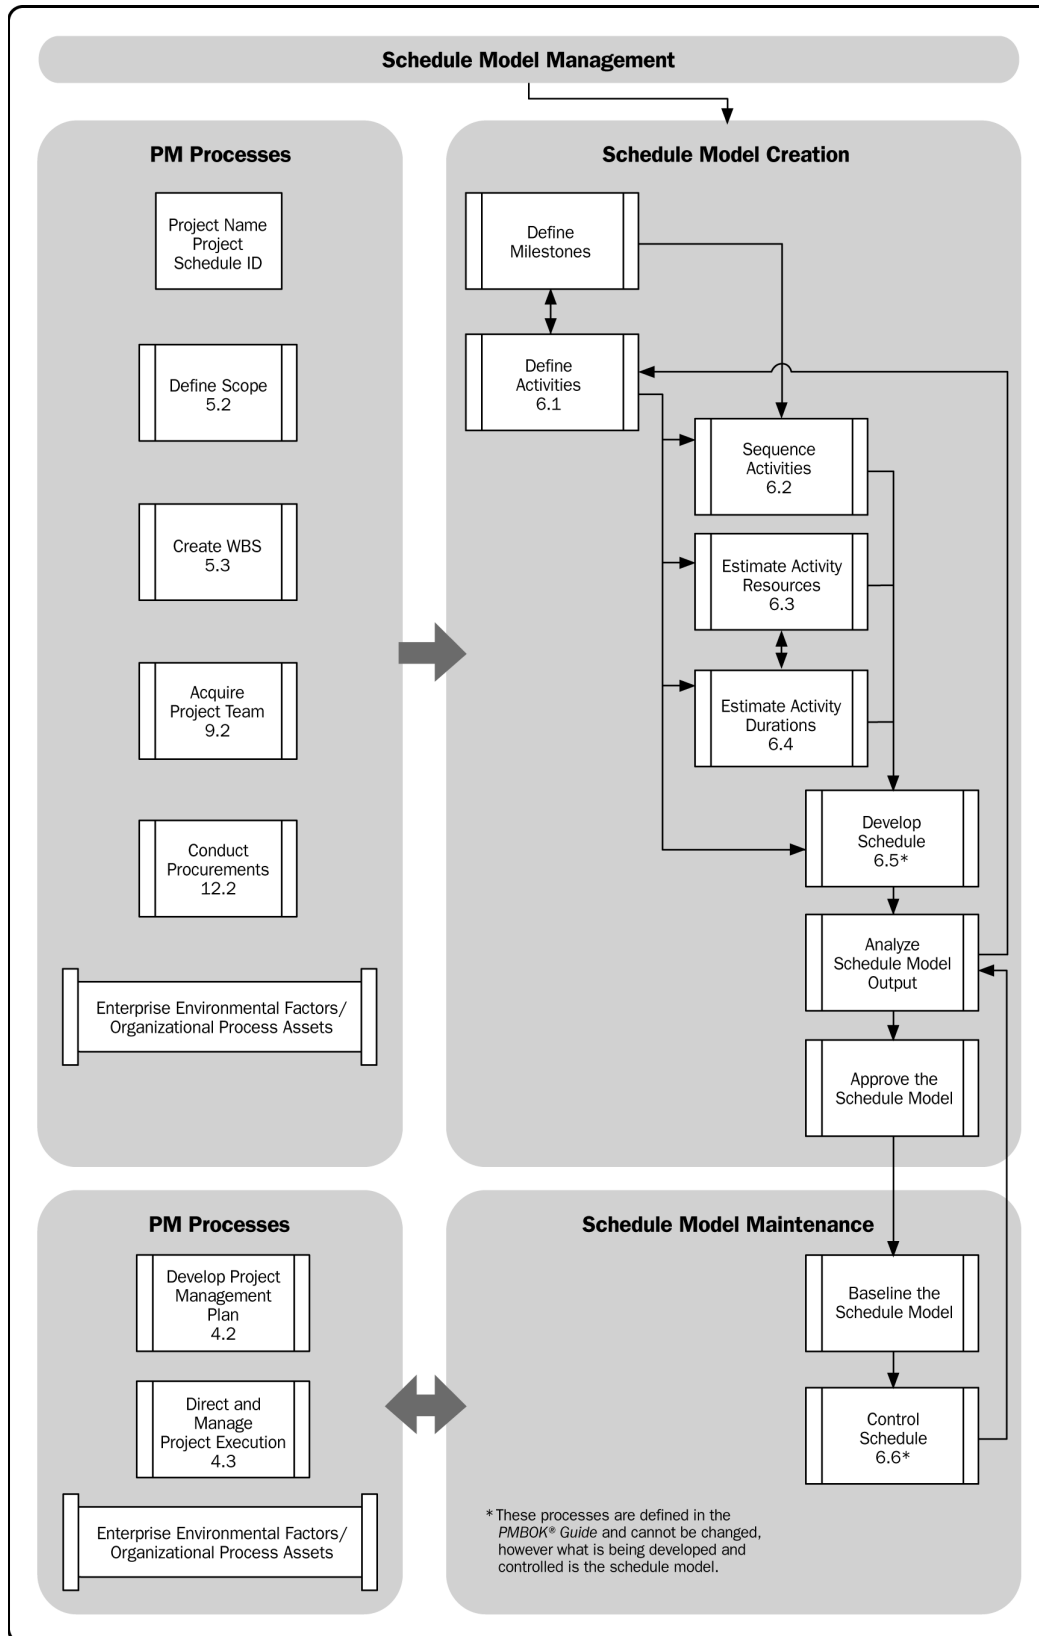 Schedule Model Management
PM Processes
Project Name
Project
Schedule ID
Define Scope
5.2
Create WBS
5.3
Acquire
Project Team
9.2
Conduct
Procurements
12.2
Enterprise Environmental Factors/
Organizational Process Assets
Schedule Model Creation
Define
Milestones
Define
Activities
6.1
Sequence
Activities
6.2
Estimate Activity
Resources
6.3
Estimate Activity
Durations
6.4
Develop
Schedule
6.5*
Analyze
Schedule Model
Output
Approve the
Schedule Model
PM Processes
Develop Project
Management
Plan
4.2
Direct and
Manage
Project Execution
4.3
Enterprise Environmental Factors/
Organizational Process Assets
Schedule Model Maintenance
Baseline the
Schedule Model
Control
Schedule
6.6*
* These processes are defined in the
PMBOK® Guide and cannot be changed,
however what is being developed and
controlled is the schedule model.